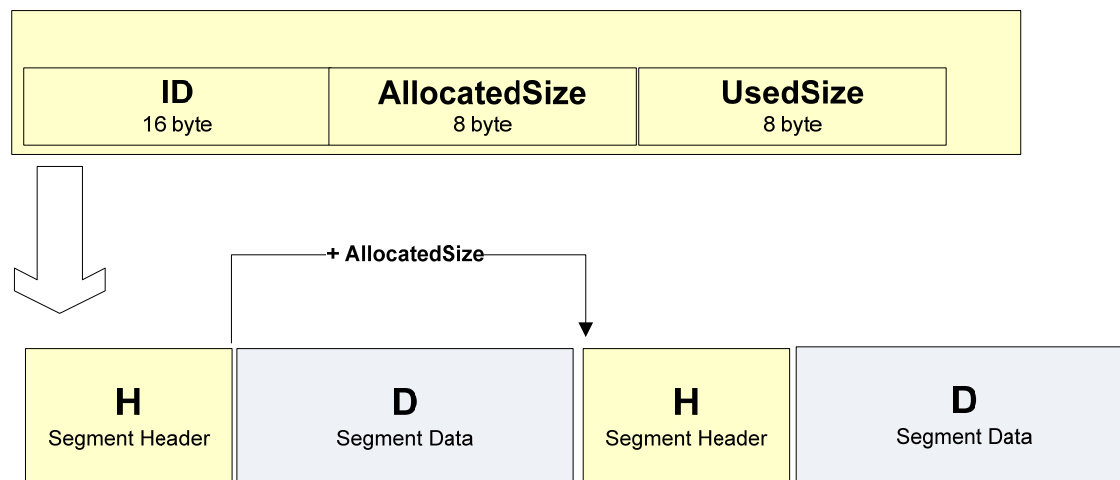 ID AllocatedSize UsedSize
16 byte 8 byte 8 byte
+ AllocatedSize
H D H D
Segment Header Segment Data Segment Header Segment Data